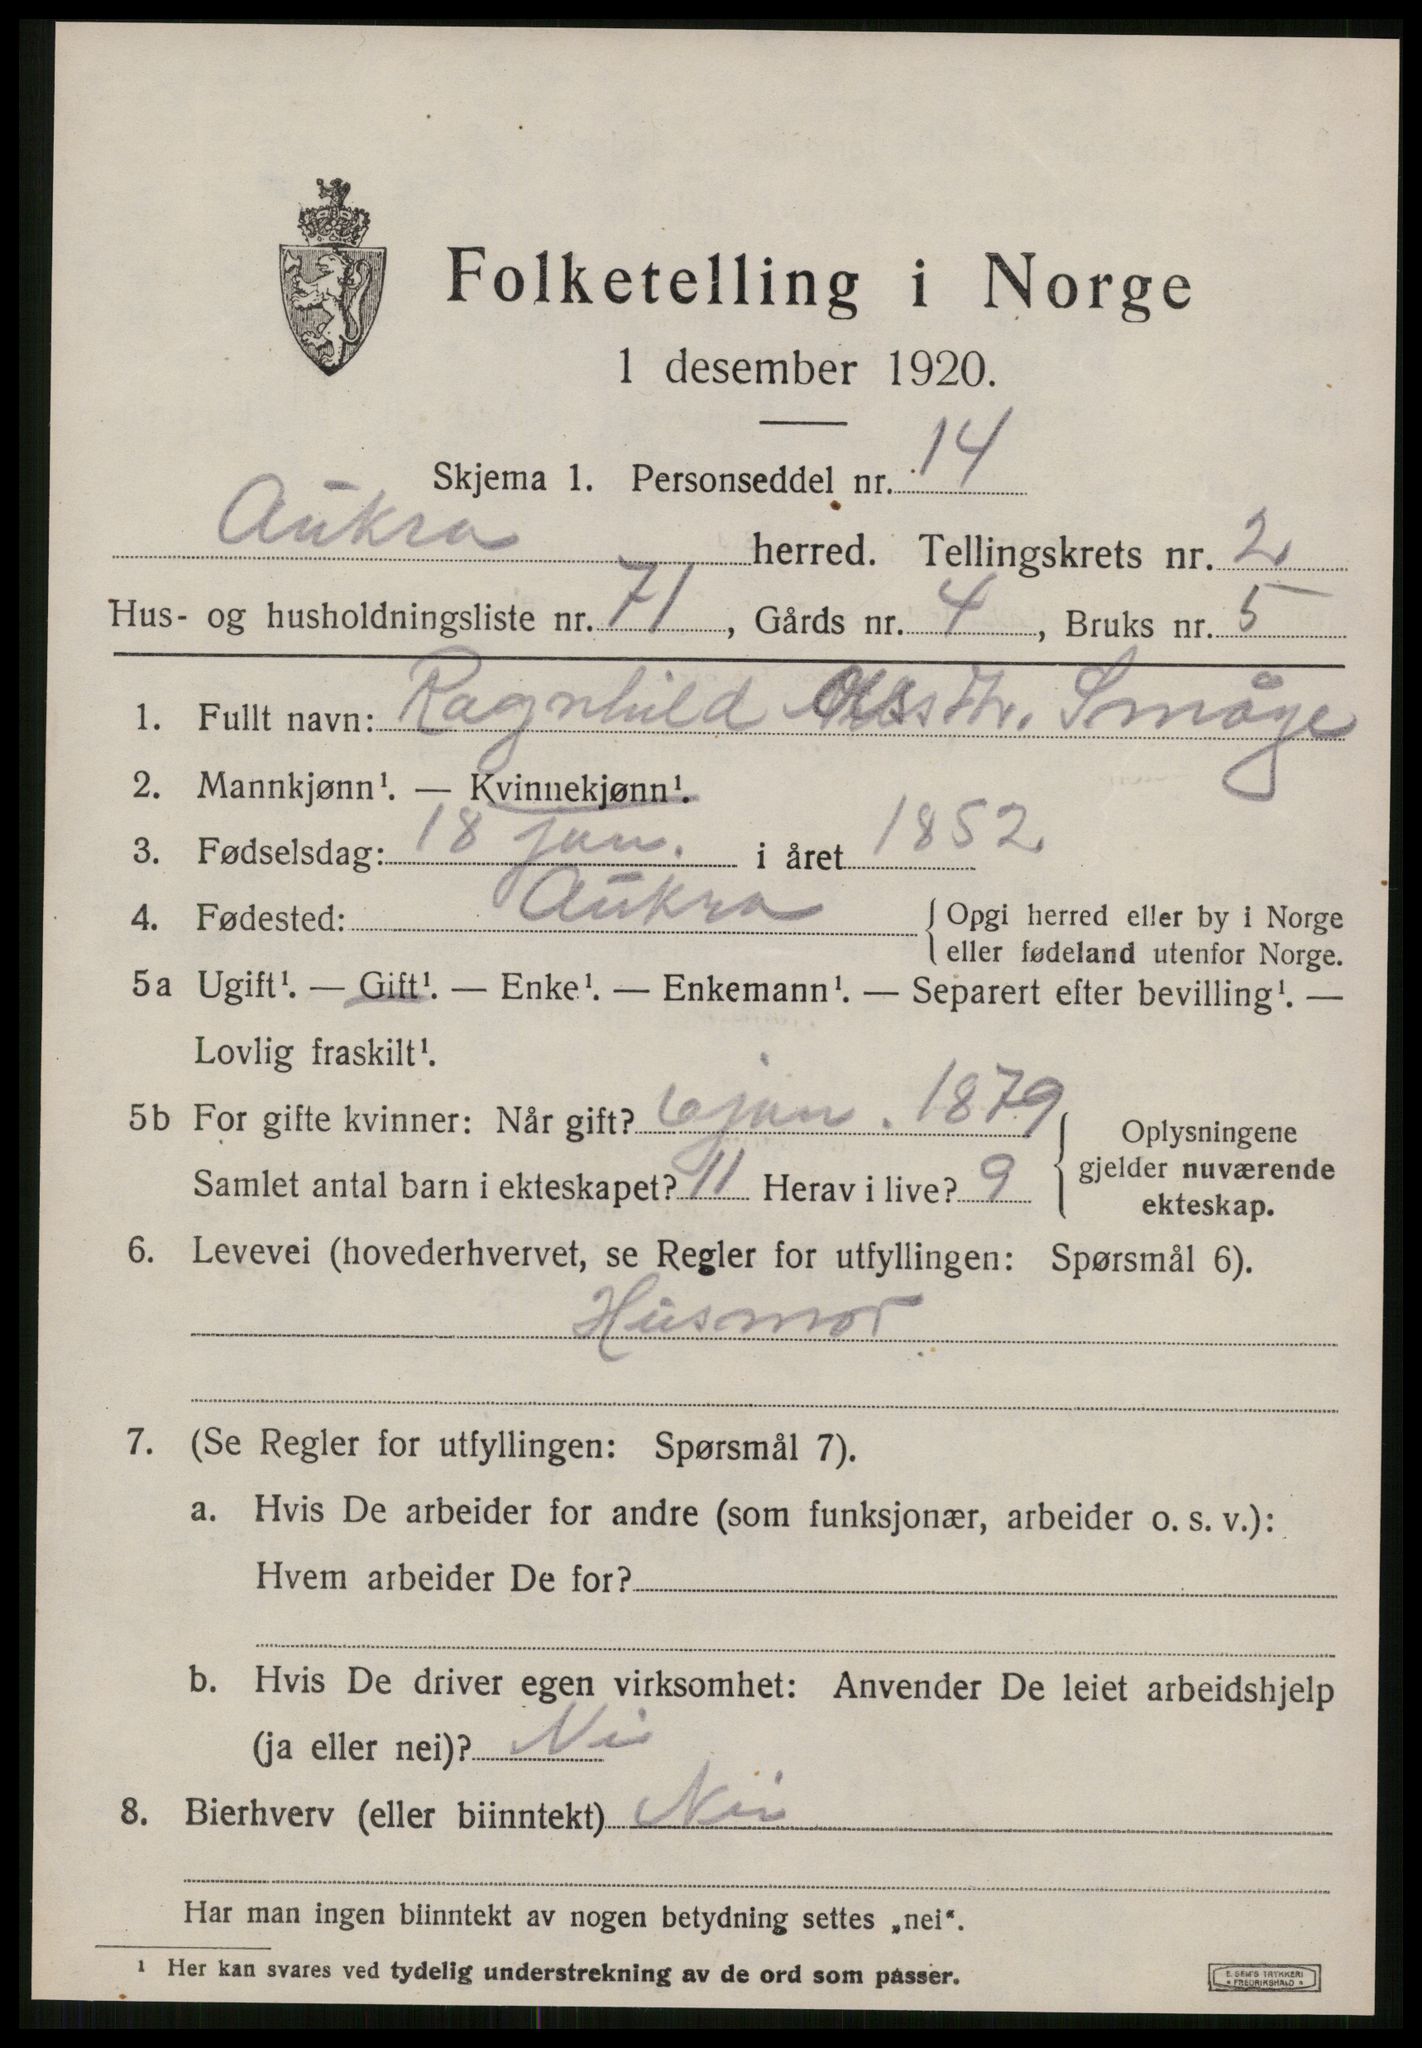 Folketelling i Norge
1 desember 1920.
Skjema 1. Personseddel nr. 14
Aukra herred. Tellingskrets nr. 2
Hus- og husholdningsliste nr. 71, Gårds nr. 4, Bruks nr. 5
1. Fullt navn: Ragnhild Olsdtr. Småge
2. Mannkjønn¹. — Kvinnekjønn¹.
3. Fødselsdag: 18 jan. i året 1852
4. Fødested: Aukra { Opgi herred eller by i Norge
eller fødeland utenfor Norge.
5a Ugift¹. — Gift¹. — Enke¹. — Enkemann¹. — Separert efter bevilling¹. —
Lovlig fraskilt¹.
5b For gifte kvinner: Når gift? 6 jan. 1879
Samlet antal barn i ekteskapet? 11 Herav i live? 9
Oplysningene
gjelder nuværende
ekteskap.
6. Levevei (hovederhvervet, se Regler for utfyllingen: Spørsmål 6).
Husmor
7. (Se Regler for utfyllingen: Spørsmål 7).
a. Hvis De arbeider for andre (som funksjonær, arbeider o. s. v.):
Hvem arbeider De for?
b. Hvis De driver egen virksomhet: Anvender De leiet arbeidshjelp
(ja eller nei)? Nei
8. Bierhverv (eller biinntekt) Nei
Har man ingen biinntekt av nogen betydning settes „nei“.
¹ Her kan svares ved tydelig understrekning av de ord som passer.
E. SEM'S TRYKKERI
* FREDRIKSHALD *